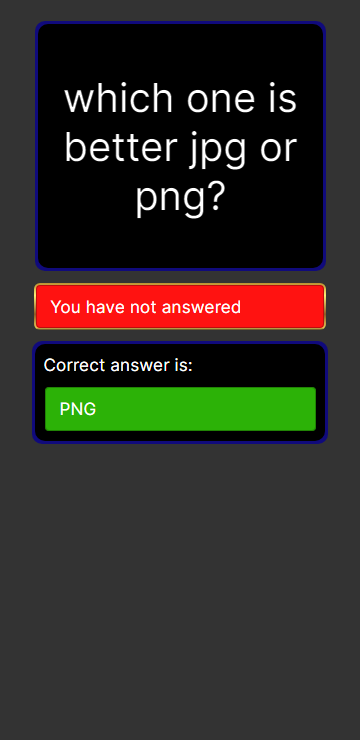 which one is
better jpg or
png?
You have not answered
Correct answer is:
PNG